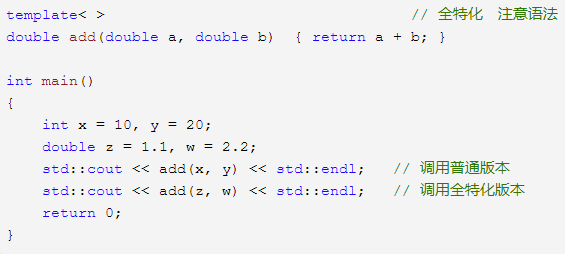 template< >                                  // 全特化  注意语法
double add(double a, double b)  { return a + b; }
int main()
{
    int x = 10, y = 20;
    double z = 1.1, w = 2.2;
    std::cout << add(x, y) << std::endl;   // 调用普通版本
    std::cout << add(z, w) << std::endl;   // 调用全特化版本
    return 0;
}